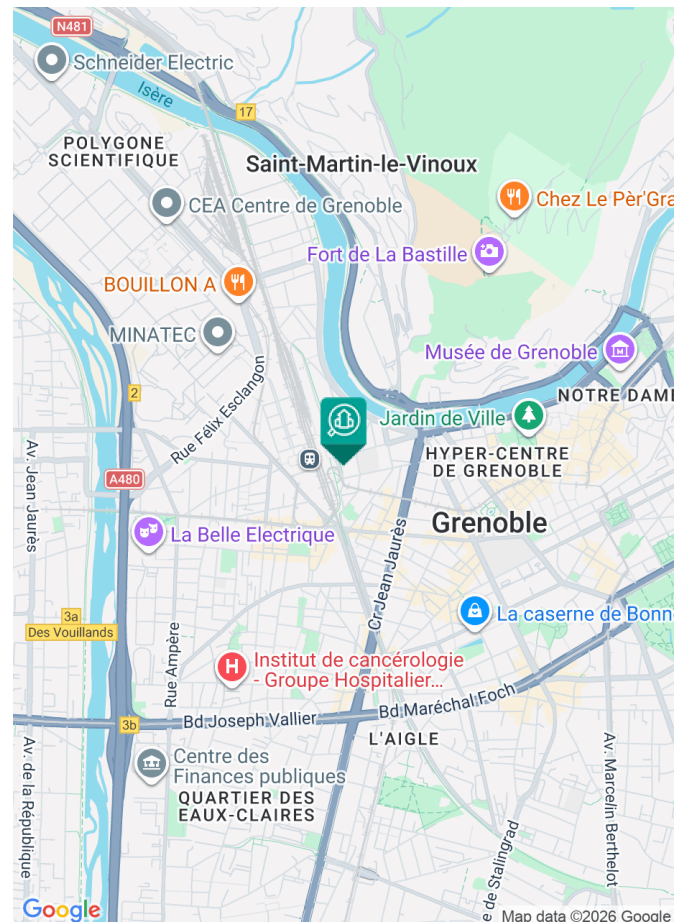 N481
Schneider Electric
Isère
17
POLYGONE
SCIENTIFIQUE
Saint-Martin-le-Vinoux
CEA Centre de Grenoble
Chez Le Pèr'Gra
Fort de La Bastille
BOUILLON A
MINATEC
Musée de Grenoble
2
Rue Félix Esclangon
NOTRE DAME
Jardin de Ville
Av. Jean Jaurès
HYPER-CENTRE
DE GRENOBLE
A480
Grenoble
La Belle Electrique
Cr Jean Jaurès
3a
Des Vouillands
La caserne de Bonn
Rue Ampère
H
Institut de cancérologie
- Groupe Hospitalier...
Bd Maréchal Foch
Bd Joseph Vallier
3b
L'AIGLE
Av. de la République
Centre des
Finances publiques
QUARTIER DES
EAUX-CLAIRES
Av. Marcelin Berthelot
e de Stalingrad
Google
Map data ©2026 Google